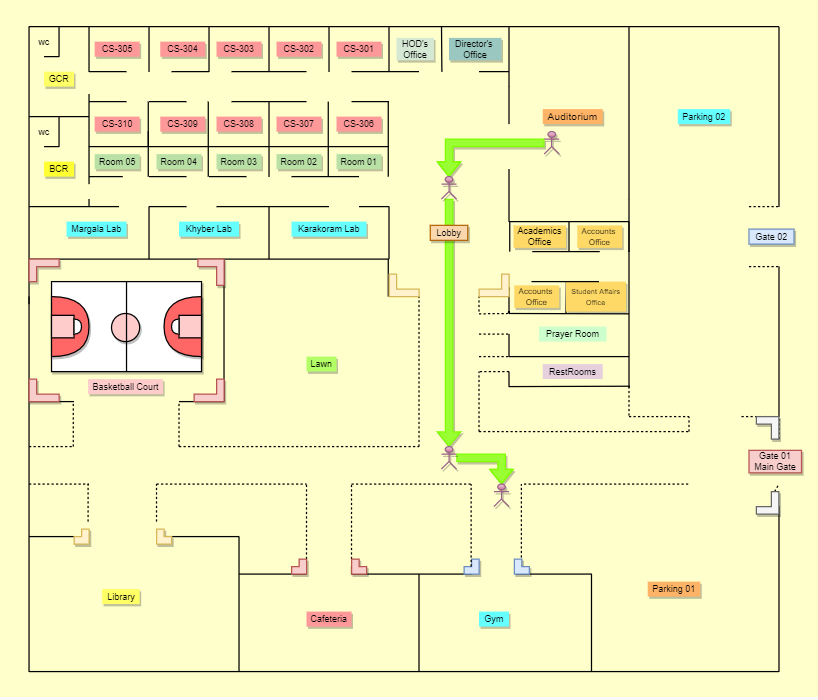 wc
CS-305
CS-304
CS-303
CS-302
CS-301
HOD's
Office
Director's
Office
GCR
CS-310
CS-309
CS-308
CS-307
CS-306
Auditorium
Parking 02
wc
BCR
Room 05
Room 04
Room 03
Room 02
Room 01
Margala Lab
Khyber Lab
Karakoram Lab
Lobby
Academics
Office
Accounts
Office
Gate 02
Accounts
Office
Student Affairs
Office
Prayer Room
Lawn
RestRooms
Basketball Court
Gate 01
Main Gate
Library
Cafeteria
Gym
Parking 01